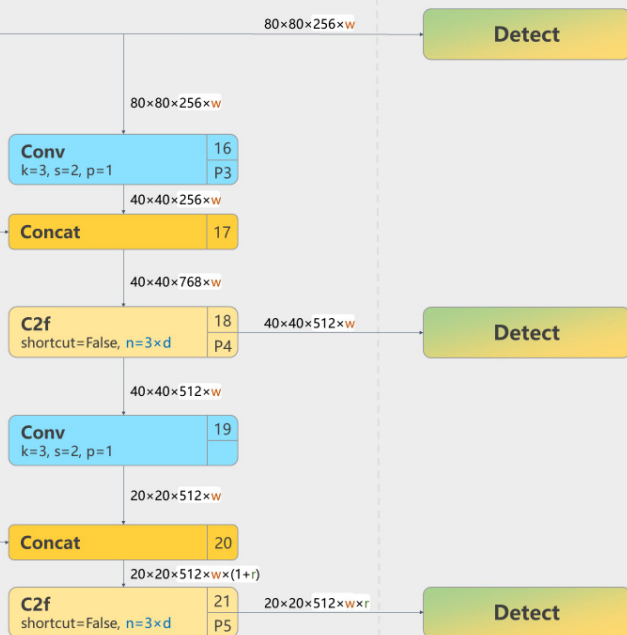 80×80×256×w
Detect
80×80×256×w
Conv
k=3, s=2, p=1
16
P3
40×40×256×w
Concat
17
40×40×768×w
C2f
shortcut=False, n=3×d
18
P4
40×40×512×w
Detect
40×40×512×w
Conv
k=3, s=2, p=1
19
20×20×512×w
Concat
20
20×20×512×w×(1+r)
C2f
shortcut=False, n=3×d
21
P5
20×20×512×w×r
Detect